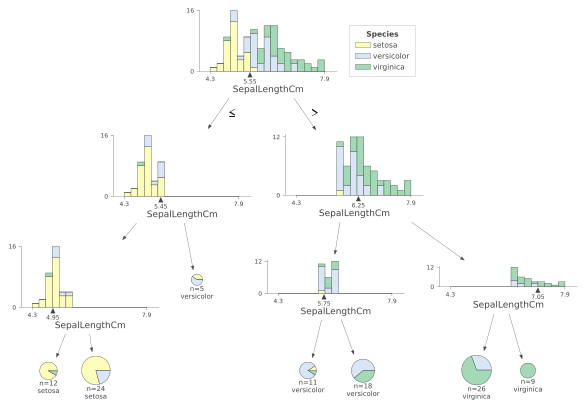 16
0
4.3
5.55
7.9
SepalLengthCm
Species
setosa
versicolor
virginica
≤
>
16
0
4.3
5.45
7.9
SepalLengthCm
12
0
4.3
6.25
7.9
SepalLengthCm
16
0
4.3
4.95
7.9
SepalLengthCm
n=5
versicolor
12
0
4.3
5.75
7.9
SepalLengthCm
12
0
4.3
7.05
7.9
SepalLengthCm
n=12
setosa
n=24
setosa
n=11
versicolor
n=18
versicolor
n=26
virginica
n=9
virginica